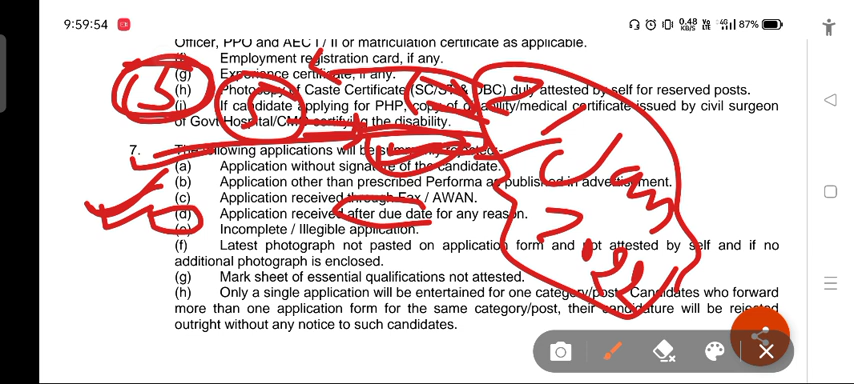 9:59:54
0.48 KB/S 4G 87%
Officer, PPO and AEC I / II or matriculation certificate as applicable.
(f) Employment registration card, if any.
(g) Experience certificate, if any.
(h) Photocopy of Caste Certificate (SC/ST & OBC) duly attested by self for reserved posts.
(i) If candidate applying for PHP, copy of disability/medical certificate issued by civil surgeon
of Govt Hospital/CMO certifying the disability.
7. The following applications will be summarily rejected:-
(a) Application without signature of the candidate.
(b) Application other than prescribed Performa as published in advertisement.
(c) Application received through Fax / AWAN.
(d) Application received after due date for any reason.
(e) Incomplete / Illegible application.
(f) Latest photograph not pasted on application form and not attested by self and if no
additional photograph is enclosed.
(g) Mark sheet of essential qualifications not attested.
(h) Only a single application will be entertained for one category/post. Candidates who forward
more than one application form for the same category/post, their candidature will be rejected
outright without any notice to such candidates.